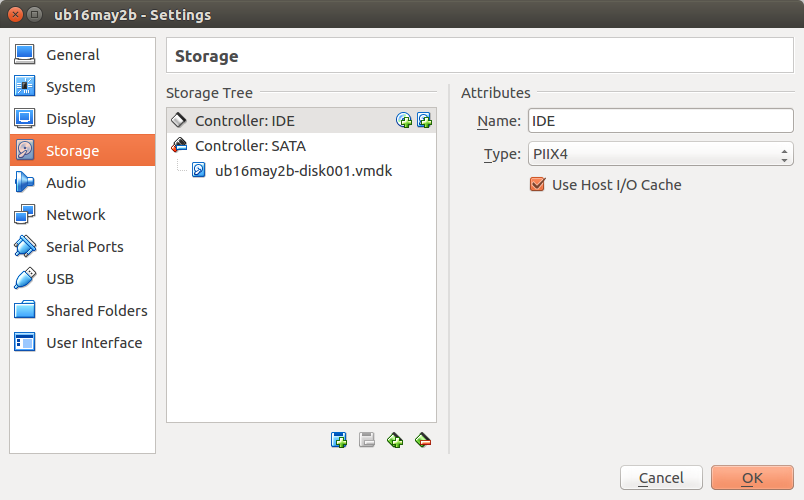 ub16may2b - Settings
General
System
Display
Storage
Audio
Network
Serial Ports
USB
Shared Folders
User Interface
Storage
Storage Tree
Controller: IDE
Controller: SATA
ub16may2b-disk001.vmdk
Attributes
Name: IDE
Type: PIIX4
Use Host I/O Cache
Cancel
OK